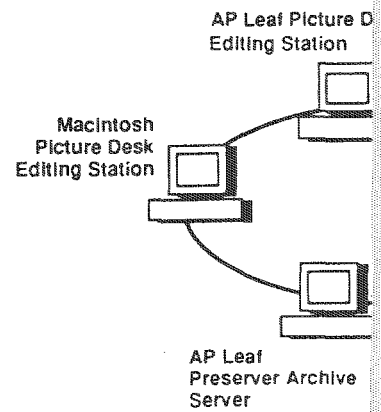 AP Leaf Picture D
Editing Station
Macintosh
Picture Desk
Editing Station
AP Leaf
Preserver Archive
Server